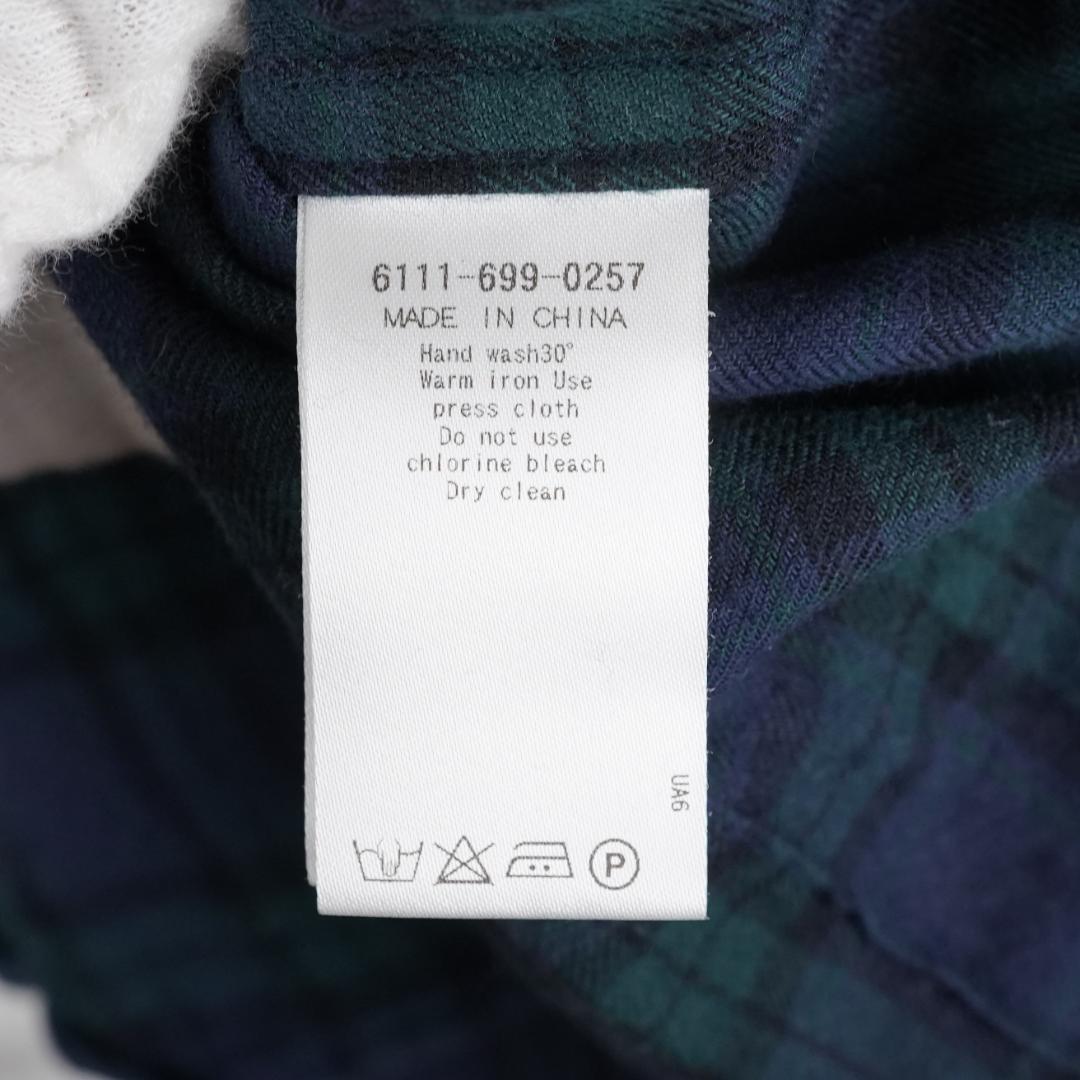 6111-699-0257
MADE IN CHINA
Hand wash30°
Warm iron Use
press cloth
Do not use
chlorine bleach
Dry clean
UA6
P